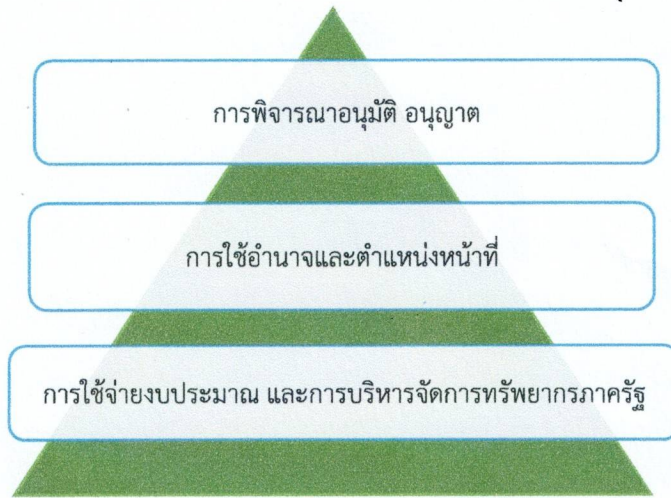 การพิจารณาอนุมัติ อนุญาต
การใช้อำนาจและตำแหน่งหน้าที่
การใช้จ่ายงบประมาณ และการบริหารจัดการทรัพยากรภาครัฐ